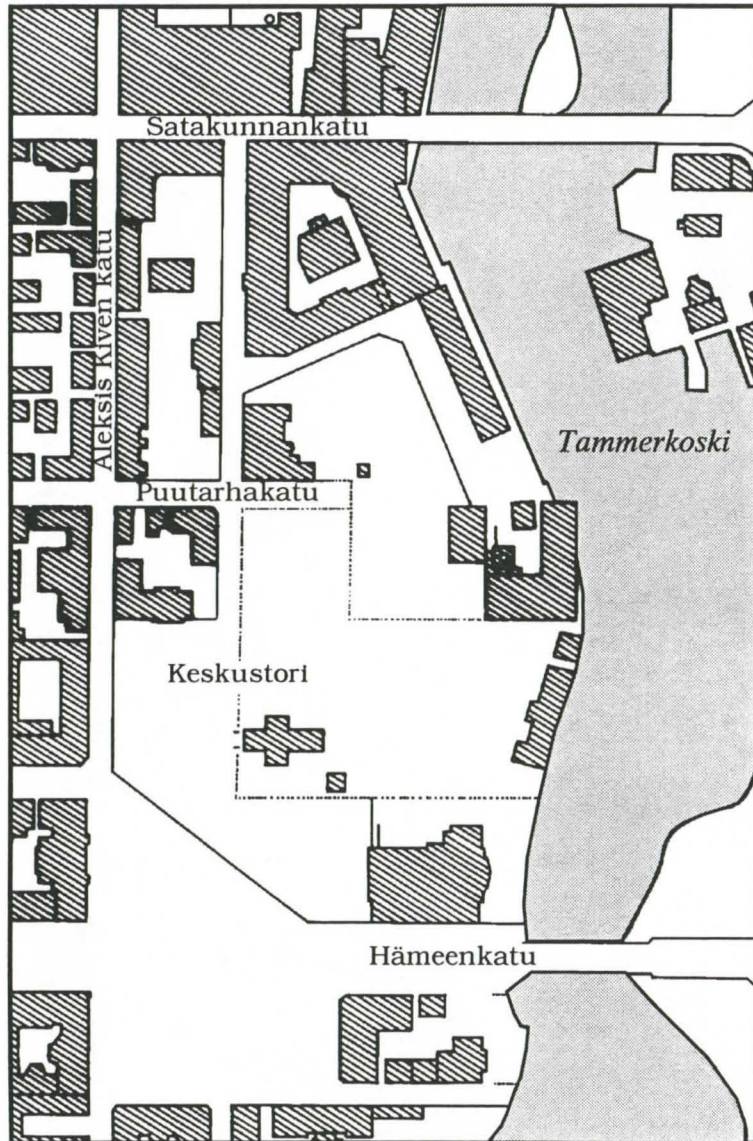 Satakunnankatu
Aleksis Kiven katu
Tammerkoski
Puutarhakatu
Keskustori
Hämeenkatu